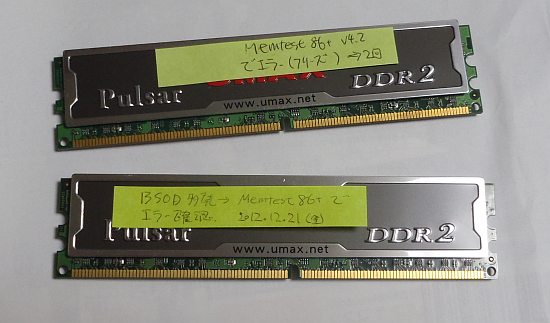 Memtest 86+ v4.2
でエラー(フリーズ)→2回
Pulsar
DDR2
www.umax.net
BSOD 多発→ Memtest 86+ で
エラー確認. 2012.12.21(金)
Pulsar
DDR2
www.umax.net